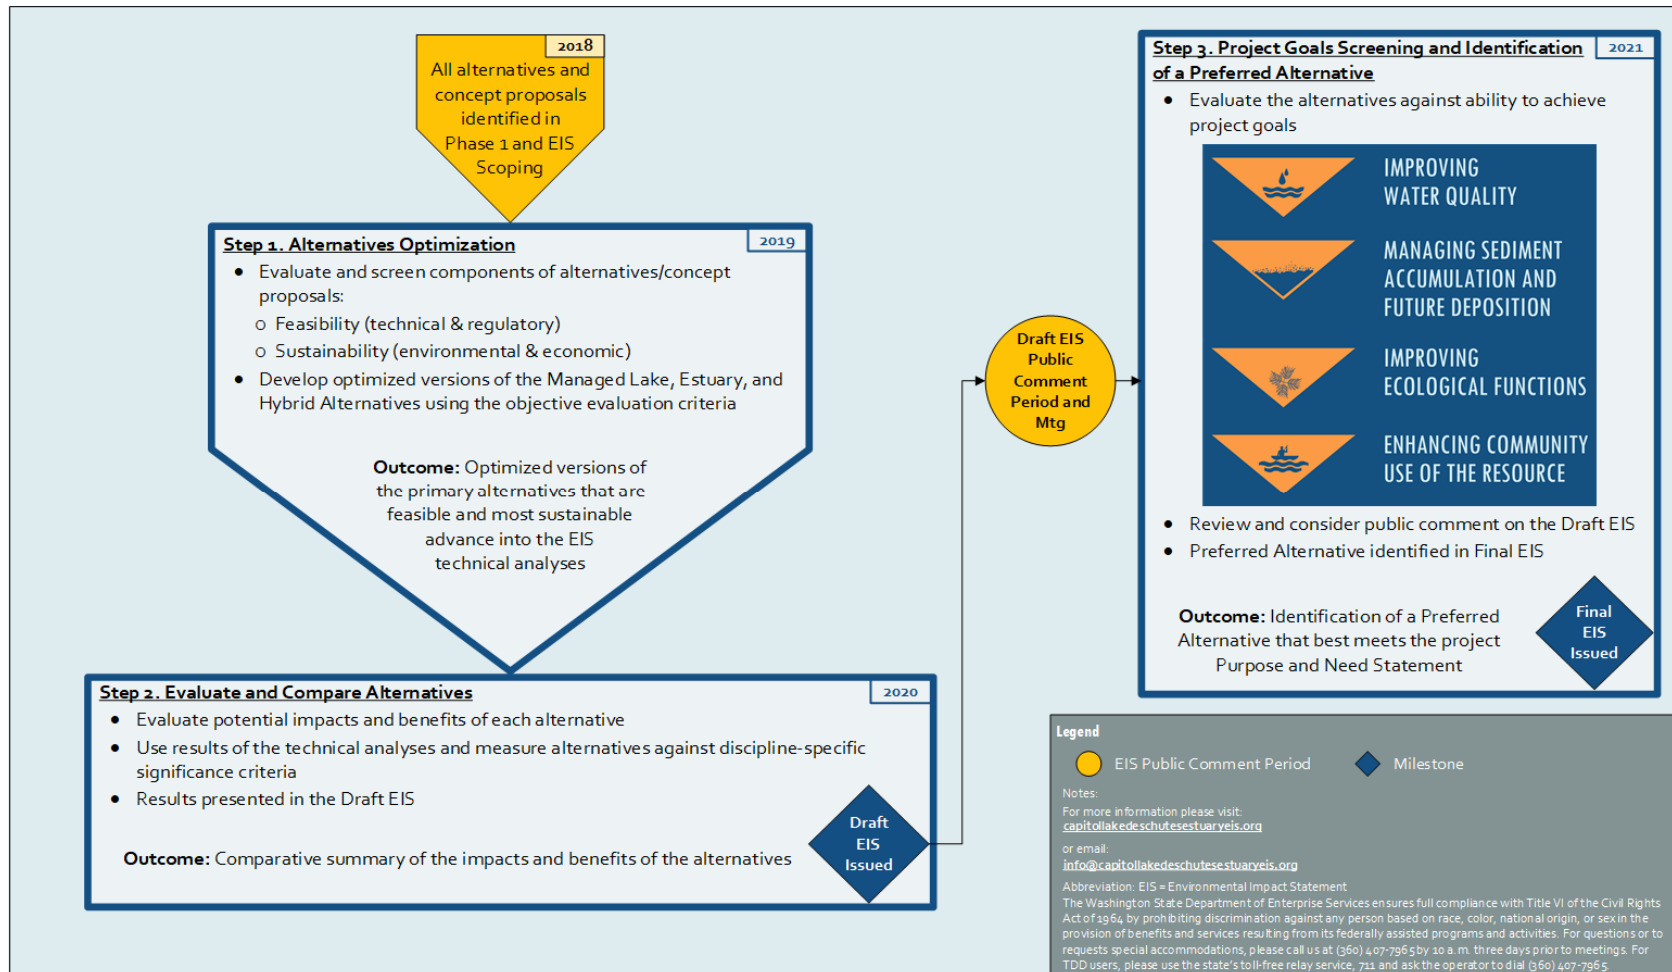 2018
All alternatives and
concept proposals
identified in
Phase 1 and EIS
Scoping
Step 1. Alternatives Optimization
2019
• Evaluate and screen components of alternatives/concept
proposals:
o Feasibility (technical & regulatory)
o Sustainability (environmental & economic)
• Develop optimized versions of the Managed Lake, Estuary, and
Hybrid Alternatives using the objective evaluation criteria
Outcome: Optimized versions of
the primary alternatives that are
feasible and most sustainable
advance into the EIS
technical analyses
Step 2. Evaluate and Compare Alternatives
2020
• Evaluate potential impacts and benefits of each alternative
• Use results of the technical analyses and measure alternatives against discipline-specific
significance criteria
• Results presented in the Draft EIS
Outcome: Comparative summary of the impacts and benefits of the alternatives
Draft
EIS
Issued
Draft EIS
Public
Comment
Period and
Mtg
Step 3. Project Goals Screening and Identification
of a Preferred Alternative
2021
• Evaluate the alternatives against ability to achieve
project goals
IMPROVING
WATER QUALITY
MANAGING SEDIMENT
ACCUMULATION AND
FUTURE DEPOSITION
IMPROVING
ECOLOGICAL FUNCTIONS
ENHANCING COMMUNITY
USE OF THE RESOURCE
• Review and consider public comment on the Draft EIS
• Preferred Alternative identified in Final EIS
Outcome: Identification of a Preferred
Alternative that best meets the project
Purpose and Need Statement
Final
EIS
Issued
Legend
EIS Public Comment Period
Milestone
Notes:
For more information please visit:
capitollakedeschutesestuaryeis.org
or email:
info@capitollakedeschutesestuaryeis.org
Abbreviation: EIS = Environmental Impact Statement
The Washington State Department of Enterprise Services ensures full compliance with Title VI of the Civil Rights
Act of 1964 by prohibiting discrimination against any person based on race, color, national origin, or sex in the
provision of benefits and services resulting from its federally assisted programs and activities. For questions or to
requests special accommodations, please call us at (360) 407-7965 by 10 a.m. three days prior to meetings. For
TDD users, please use the state's toll-free relay service, 711 and ask the operator to dial (360) 407-7965.